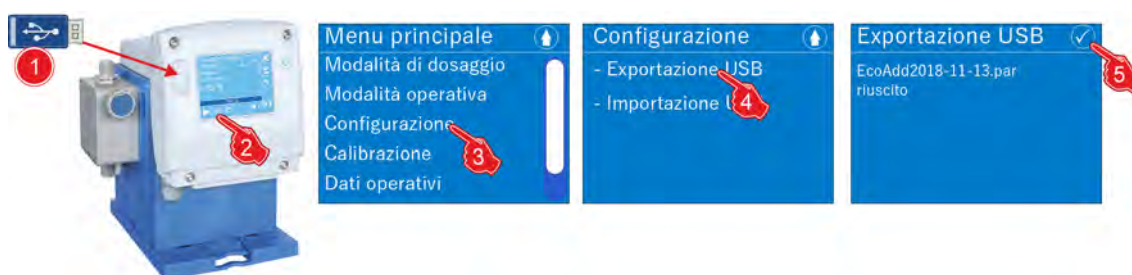 1
2
Menu principale
Modalità di dosaggio
Modalità operativa
Configurazione
3
Calibrazione
Dati operativi
Configurazione
- Exportazione USB
4
- Importazione U
Exportazione USB
5
EcoAdd2018-11-13.par
riuscito